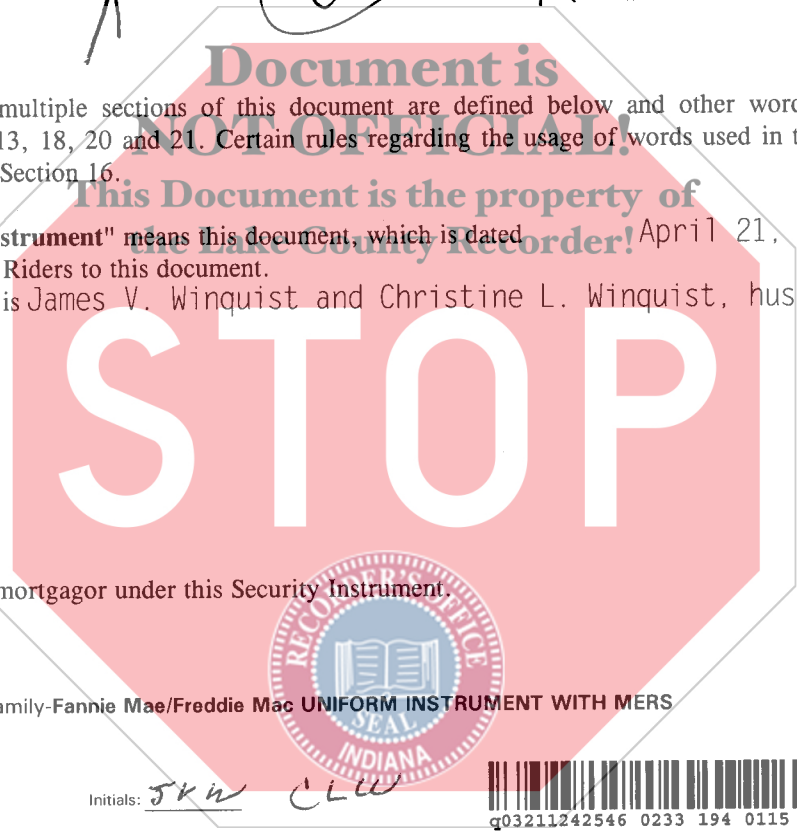 Document is
multiple sections of this document are defined below and other word
NOT OFFICIAL!
13, 18, 20 and 21. Certain rules regarding the usage of words used in t
Section 16.
This Document is the property of
strument" means this document, which is dated April 21,
the Lake County Recorder!
Riders to this document.
is James V. Winquist and Christine L. Winquist, hus
STOP
mortgagor under this Security Instrument.
RECORDER'S OFFICE
SEAL
INDIANA
amily-Fannie Mae/Freddie Mac UNIFORM INSTRUMENT WITH MERS
Initials: JVW CLW
q03211242546 0233 194 0115